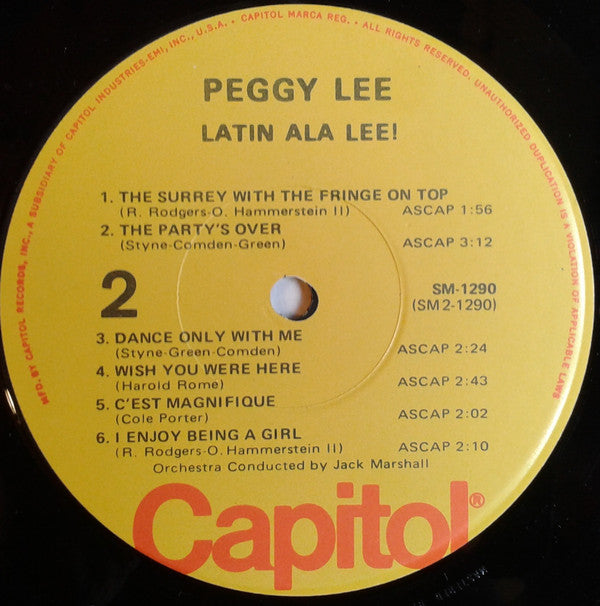 MFD. BY CAPITOL RECORDS, INC., A SUBSIDIARY OF CAPITOL INDUSTRIES-EMI, INC., U.S.A. • CAPITOL MARCA REG. • ALL RIGHTS RESERVED. UNAUTHORIZED DUPLICATION IS A VIOLATION OF APPLICABLE LAWS
PEGGY LEE
LATIN ALA LEE!
1. THE SURREY WITH THE FRINGE ON TOP
(R. Rodgers-O. Hammerstein II) ASCAP 1:56
2. THE PARTY'S OVER
(Styne-Comden-Green) ASCAP 3:12
2
SM-1290
(SM2-1290)
3. DANCE ONLY WITH ME
(Styne-Green-Comden) ASCAP 2:24
4. WISH YOU WERE HERE
(Harold Rome) ASCAP 2:43
5. C'EST MAGNIFIQUE
(Cole Porter) ASCAP 2:02
6. I ENJOY BEING A GIRL
(R. Rodgers-O. Hammerstein II) ASCAP 2:10
Orchestra Conducted by Jack Marshall
Capitol®